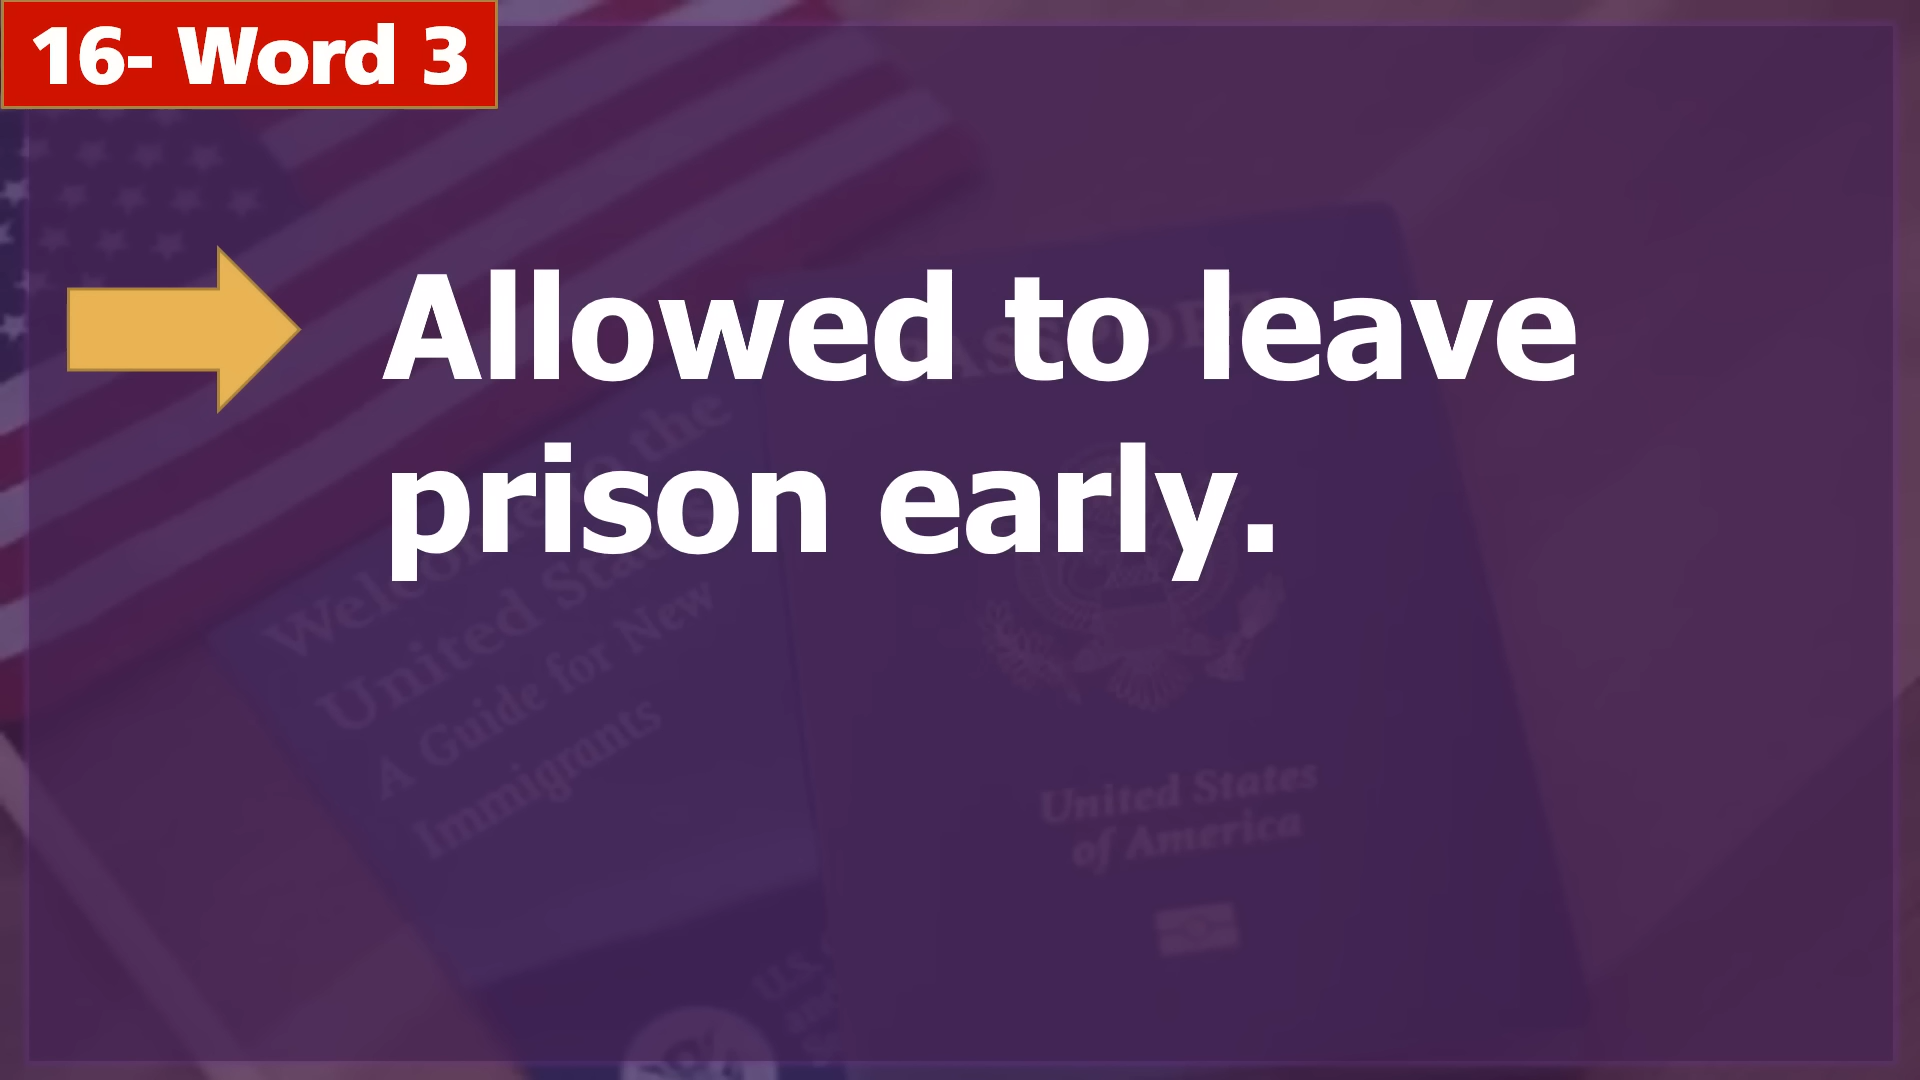 16- Word 3
Allowed to leave
prison early.
PASSPORT
Welcome to the
United States
A Guide for New
Immigrants
United States
of America
U.S.